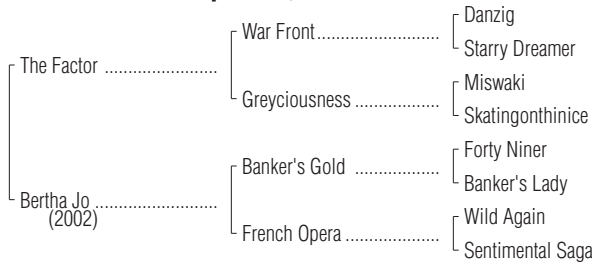 Danzig
War Front.............................
Starry Dreamer
The Factor ..........................
Miswaki
Greyciousness ....................
Skatingonthinice
Forty Niner
Banker's Gold ....................
Banker's Lady
Bertha Jo ............................
(2002)
Wild Again
French Opera ......................
Sentimental Saga